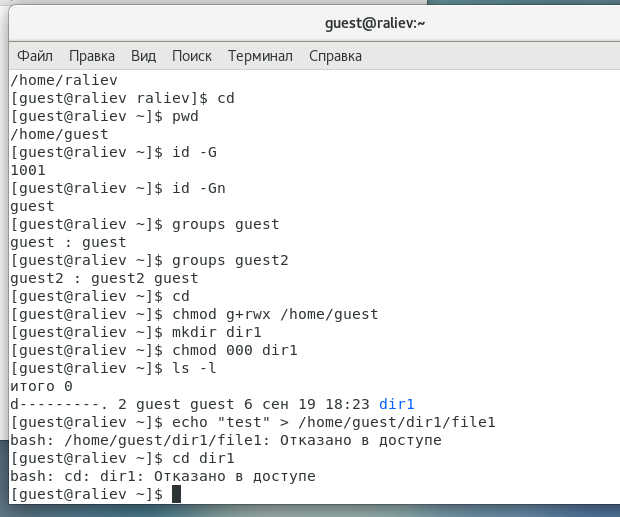 guest@raliev:~
Файл Правка Вид Поиск Терминал Справка
/home/raliev
[guest@raliev raliev]$ cd
[guest@raliev ~]$ pwd
/home/guest
[guest@raliev ~]$ id -G
1001
[guest@raliev ~]$ id -Gn
guest
[guest@raliev ~]$ groups guest
guest : guest
[guest@raliev ~]$ groups guest2
guest2 : guest2 guest
[guest@raliev ~]$ cd
[guest@raliev ~]$ chmod g+rwx /home/guest
[guest@raliev ~]$ mkdir dir1
[guest@raliev ~]$ chmod 000 dir1
[guest@raliev ~]$ ls -l
итого 0
d---------. 2 guest guest 6 сен 19 18:23 dir1
[guest@raliev ~]$ echo "test" > /home/guest/dir1/file1
bash: /home/guest/dir1/file1: Отказано в доступе
[guest@raliev ~]$ cd dir1
bash: cd: dir1: Отказано в доступе
[guest@raliev ~]$